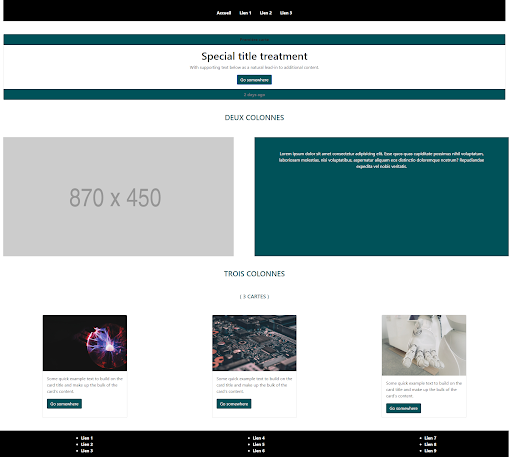 Accueil Lien 1 Lien 2 Lien 3
Special title treatment
With supporting text below as a natural lead-in to additional content.
Go somewhere
2 days ago
DEUX COLONNES
870 x 450
Lorem ipsum dolor sit amet consectetur adipisicing elit. Esse quos quas cupiditate possimus nihil voluptatum,
laboriosam molestias, nisi voluptatibus, aspernatur aliquam eos distinctio doloremque nostrum? Repudiandae
expedita vel nobis veritatis.
TROIS COLONNES
( 3 CARTES )
Some quick example text to build on the
card title and make up the bulk of the
card's content.
Go somewhere
Some quick example text to build on the
card title and make up the bulk of the
card's content.
Go somewhere
Some quick example text to build on the
card title and make up the bulk of the
card's content.
Go somewhere
Lien 1
Lien 2
Lien 3
Lien 4
Lien 5
Lien 6
Lien 7
Lien 8
Lien 9